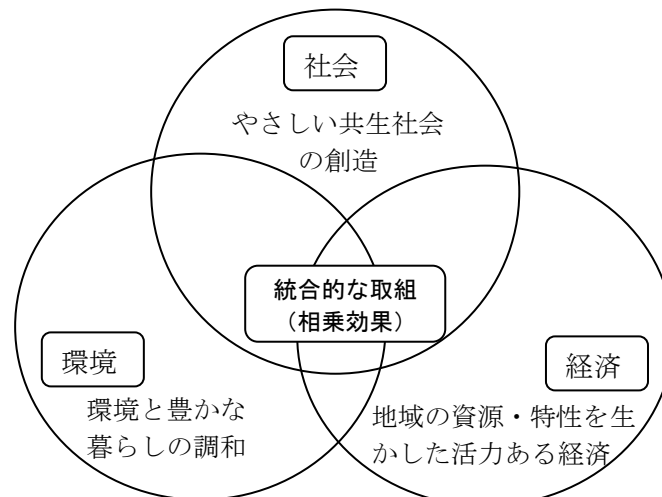 社会
やさしい共生社会
の創造
統合的な取組
（相乗効果）
環境
環境と豊かな
暮らしの調和
経済
地域の資源・特性を生
かした活力ある経済